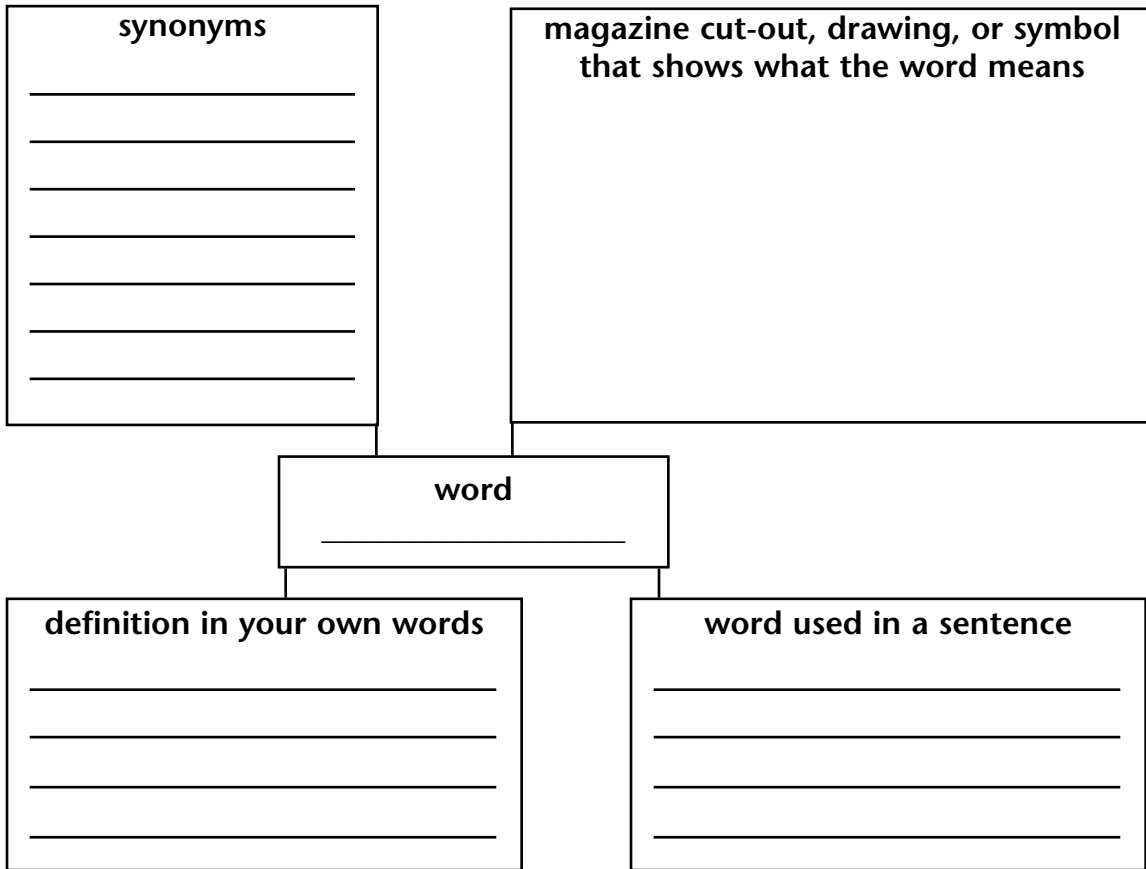 synonyms
magazine cut-out, drawing, or symbol
that shows what the word means
word
___________________
definition in your own words
word used in a sentence